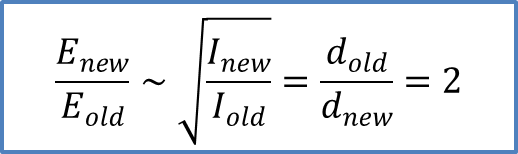 E_new/E_old ~ √(I_new/I_old) = d_old/d_new = 2